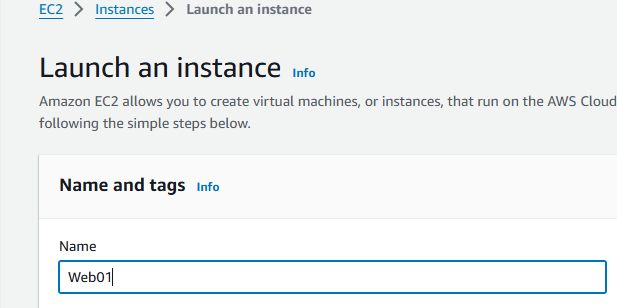 EC2 > Instances > Launch an instance
Launch an instance Info
Amazon EC2 allows you to create virtual machines, or instances, that run on the AWS Cloud
following the simple steps below.
Name and tags Info
Name
Web01